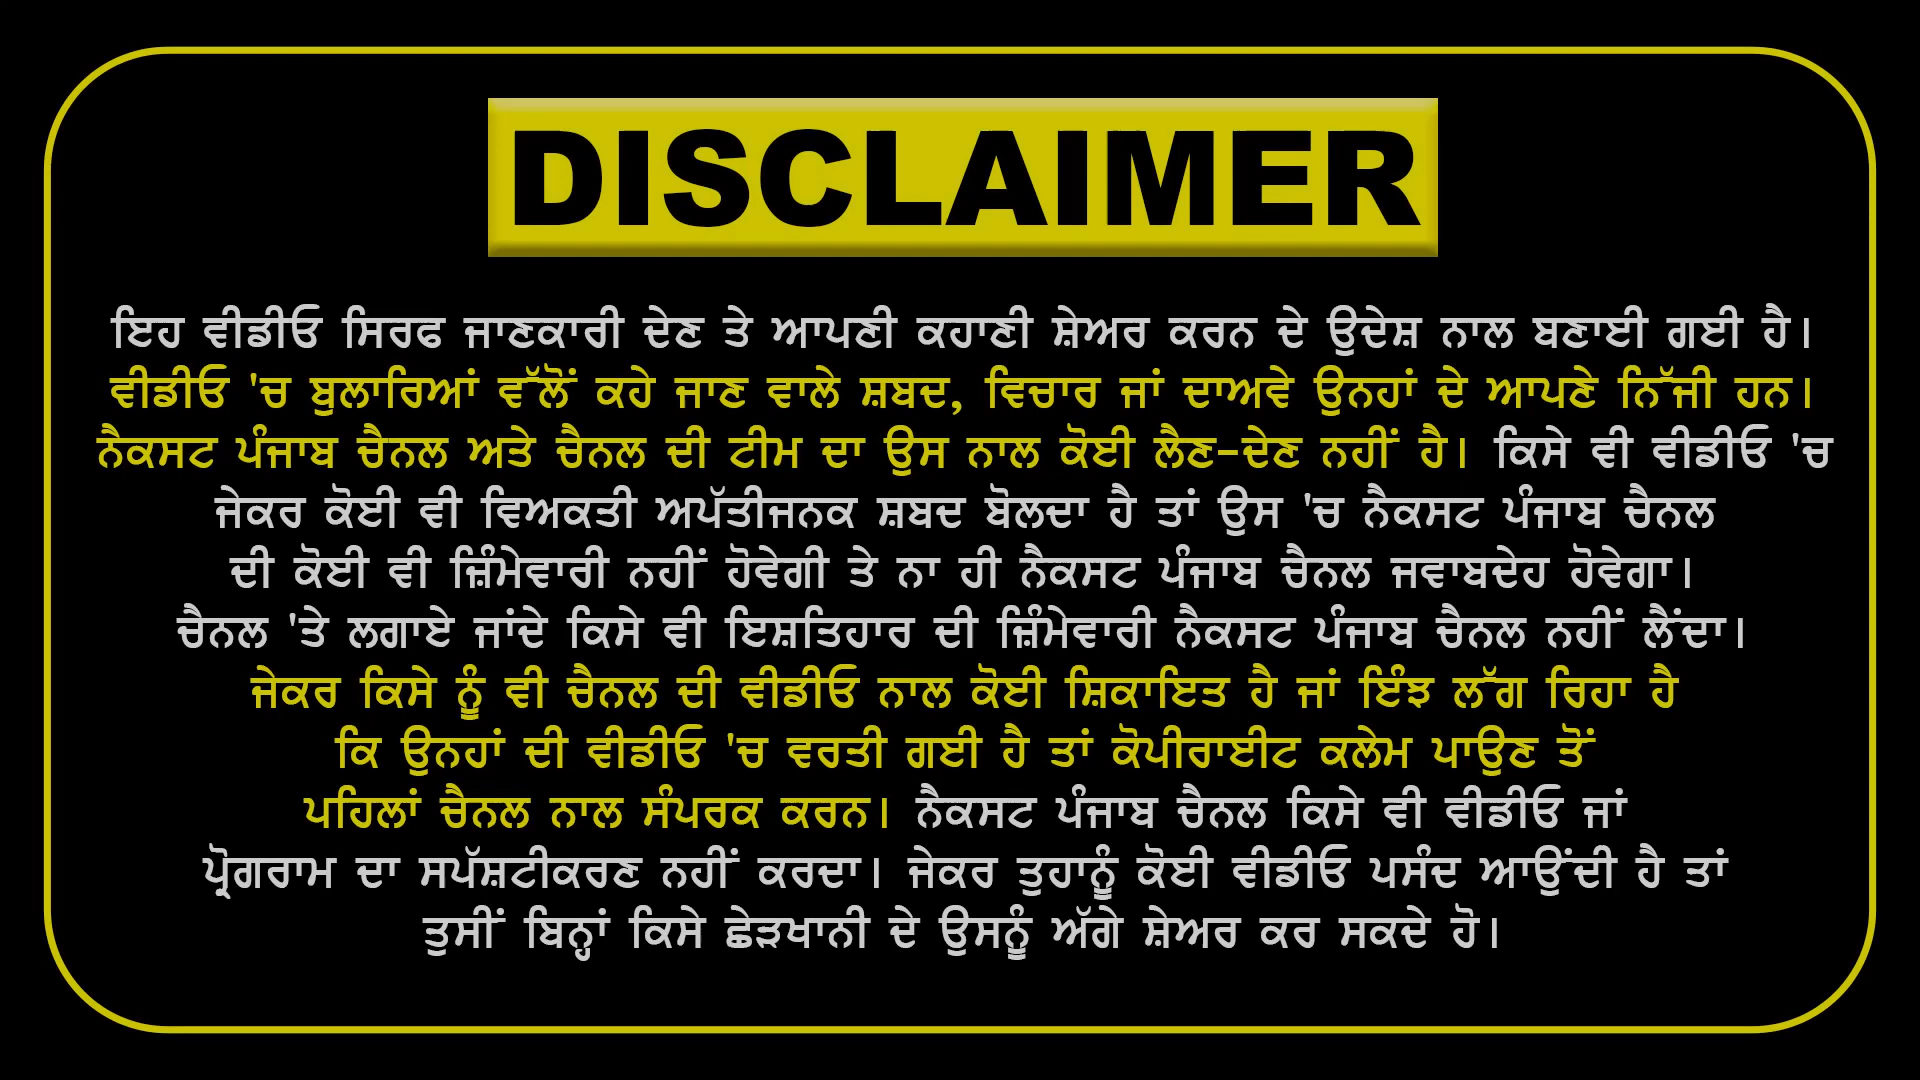 DISCLAIMER
ਇਹ ਵੀਡੀਓ ਸਿਰਫ ਜਾਣਕਾਰੀ ਦੇਣ ਤੇ ਆਪਣੀ ਕਹਾਣੀ ਸ਼ੇਅਰ ਕਰਨ ਦੇ ਉਦੇਸ਼ ਨਾਲ ਬਣਾਈ ਗਈ ਹੈ।
ਵੀਡੀਓ 'ਚ ਬੁਲਾਰਿਆਂ ਵੱਲੋਂ ਕਹੇ ਜਾਣ ਵਾਲੇ ਸ਼ਬਦ, ਵਿਚਾਰ ਜਾਂ ਦਾਅਵੇ ਉਨਹਾਂ ਦੇ ਆਪਣੇ ਨਿੱਜੀ ਹਨ।
ਨੈਕਸਟ ਪੰਜਾਬ ਚੈਨਲ ਅਤੇ ਚੈਨਲ ਦੀ ਟੀਮ ਦਾ ਉਸ ਨਾਲ ਕੋਈ ਲੈਣ-ਦੇਣ ਨਹੀਂ ਹੈ। ਕਿਸੇ ਵੀ ਵੀਡੀਓ 'ਚ
ਜੇਕਰ ਕੋਈ ਵੀ ਵਿਅਕਤੀ ਅਪੱਤੀਜਨਕ ਸ਼ਬਦ ਬੋਲਦਾ ਹੈ ਤਾਂ ਉਸ 'ਚ ਨੈਕਸਟ ਪੰਜਾਬ ਚੈਨਲ
ਦੀ ਕੋਈ ਵੀ ਜ਼ਿੰਮੇਵਾਰੀ ਨਹੀਂ ਹੋਵੇਗੀ ਤੇ ਨਾ ਹੀ ਨੈਕਸਟ ਪੰਜਾਬ ਚੈਨਲ ਜਵਾਬਦੇਹ ਹੋਵੇਗਾ।
ਚੈਨਲ 'ਤੇ ਲਗਾਏ ਜਾਂਦੇ ਕਿਸੇ ਵੀ ਇਸ਼ਤਿਹਾਰ ਦੀ ਜ਼ਿੰਮੇਵਾਰੀ ਨੈਕਸਟ ਪੰਜਾਬ ਚੈਨਲ ਨਹੀਂ ਲੈਂਦਾ।
ਜੇਕਰ ਕਿਸੇ ਨੂੰ ਵੀ ਚੈਨਲ ਦੀ ਵੀਡੀਓ ਨਾਲ ਕੋਈ ਸ਼ਿਕਾਇਤ ਹੈ ਜਾਂ ਇੰਝ ਲੱਗ ਰਿਹਾ ਹੈ
ਕਿ ਉਨਹਾਂ ਦੀ ਵੀਡੀਓ 'ਚ ਵਰਤੀ ਗਈ ਹੈ ਤਾਂ ਕੋਪੀਰਾਈਟ ਕਲੇਮ ਪਾਉਣ ਤੋਂ
ਪਹਿਲਾਂ ਚੈਨਲ ਨਾਲ ਸੰਪਰਕ ਕਰਨ। ਨੈਕਸਟ ਪੰਜਾਬ ਚੈਨਲ ਕਿਸੇ ਵੀ ਵੀਡੀਓ ਜਾਂ
ਪ੍ਰੋਗਰਾਮ ਦਾ ਸਪੱਸ਼ਟੀਕਰਣ ਨਹੀਂ ਕਰਦਾ। ਜੇਕਰ ਤੁਹਾਨੂੰ ਕੋਈ ਵੀਡੀਓ ਪਸੰਦ ਆਉਂਦੀ ਹੈ ਤਾਂ
ਤੁਸੀਂ ਬਿਨ੍ਹਾਂ ਕਿਸੇ ਛੇੜਖਾਨੀ ਦੇ ਉਸਨੂੰ ਅੱਗੇ ਸ਼ੇਅਰ ਕਰ ਸਕਦੇ ਹੋ।